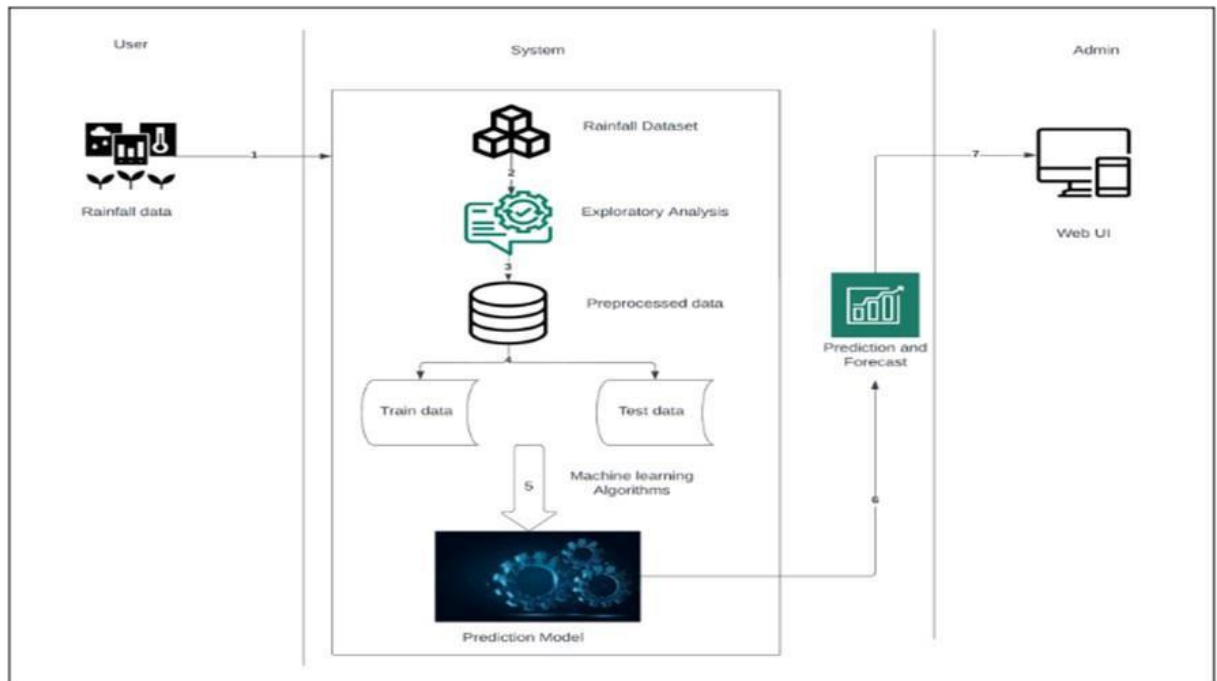 User
System
Admin
Rainfall data
1
Rainfall Dataset
2
Exploratory Analysis
3
Preprocessed data
4
Train data
Test data
5
Machine learning
Algorithms
Prediction Model
6
Prediction and
Forecast
7
Web UI